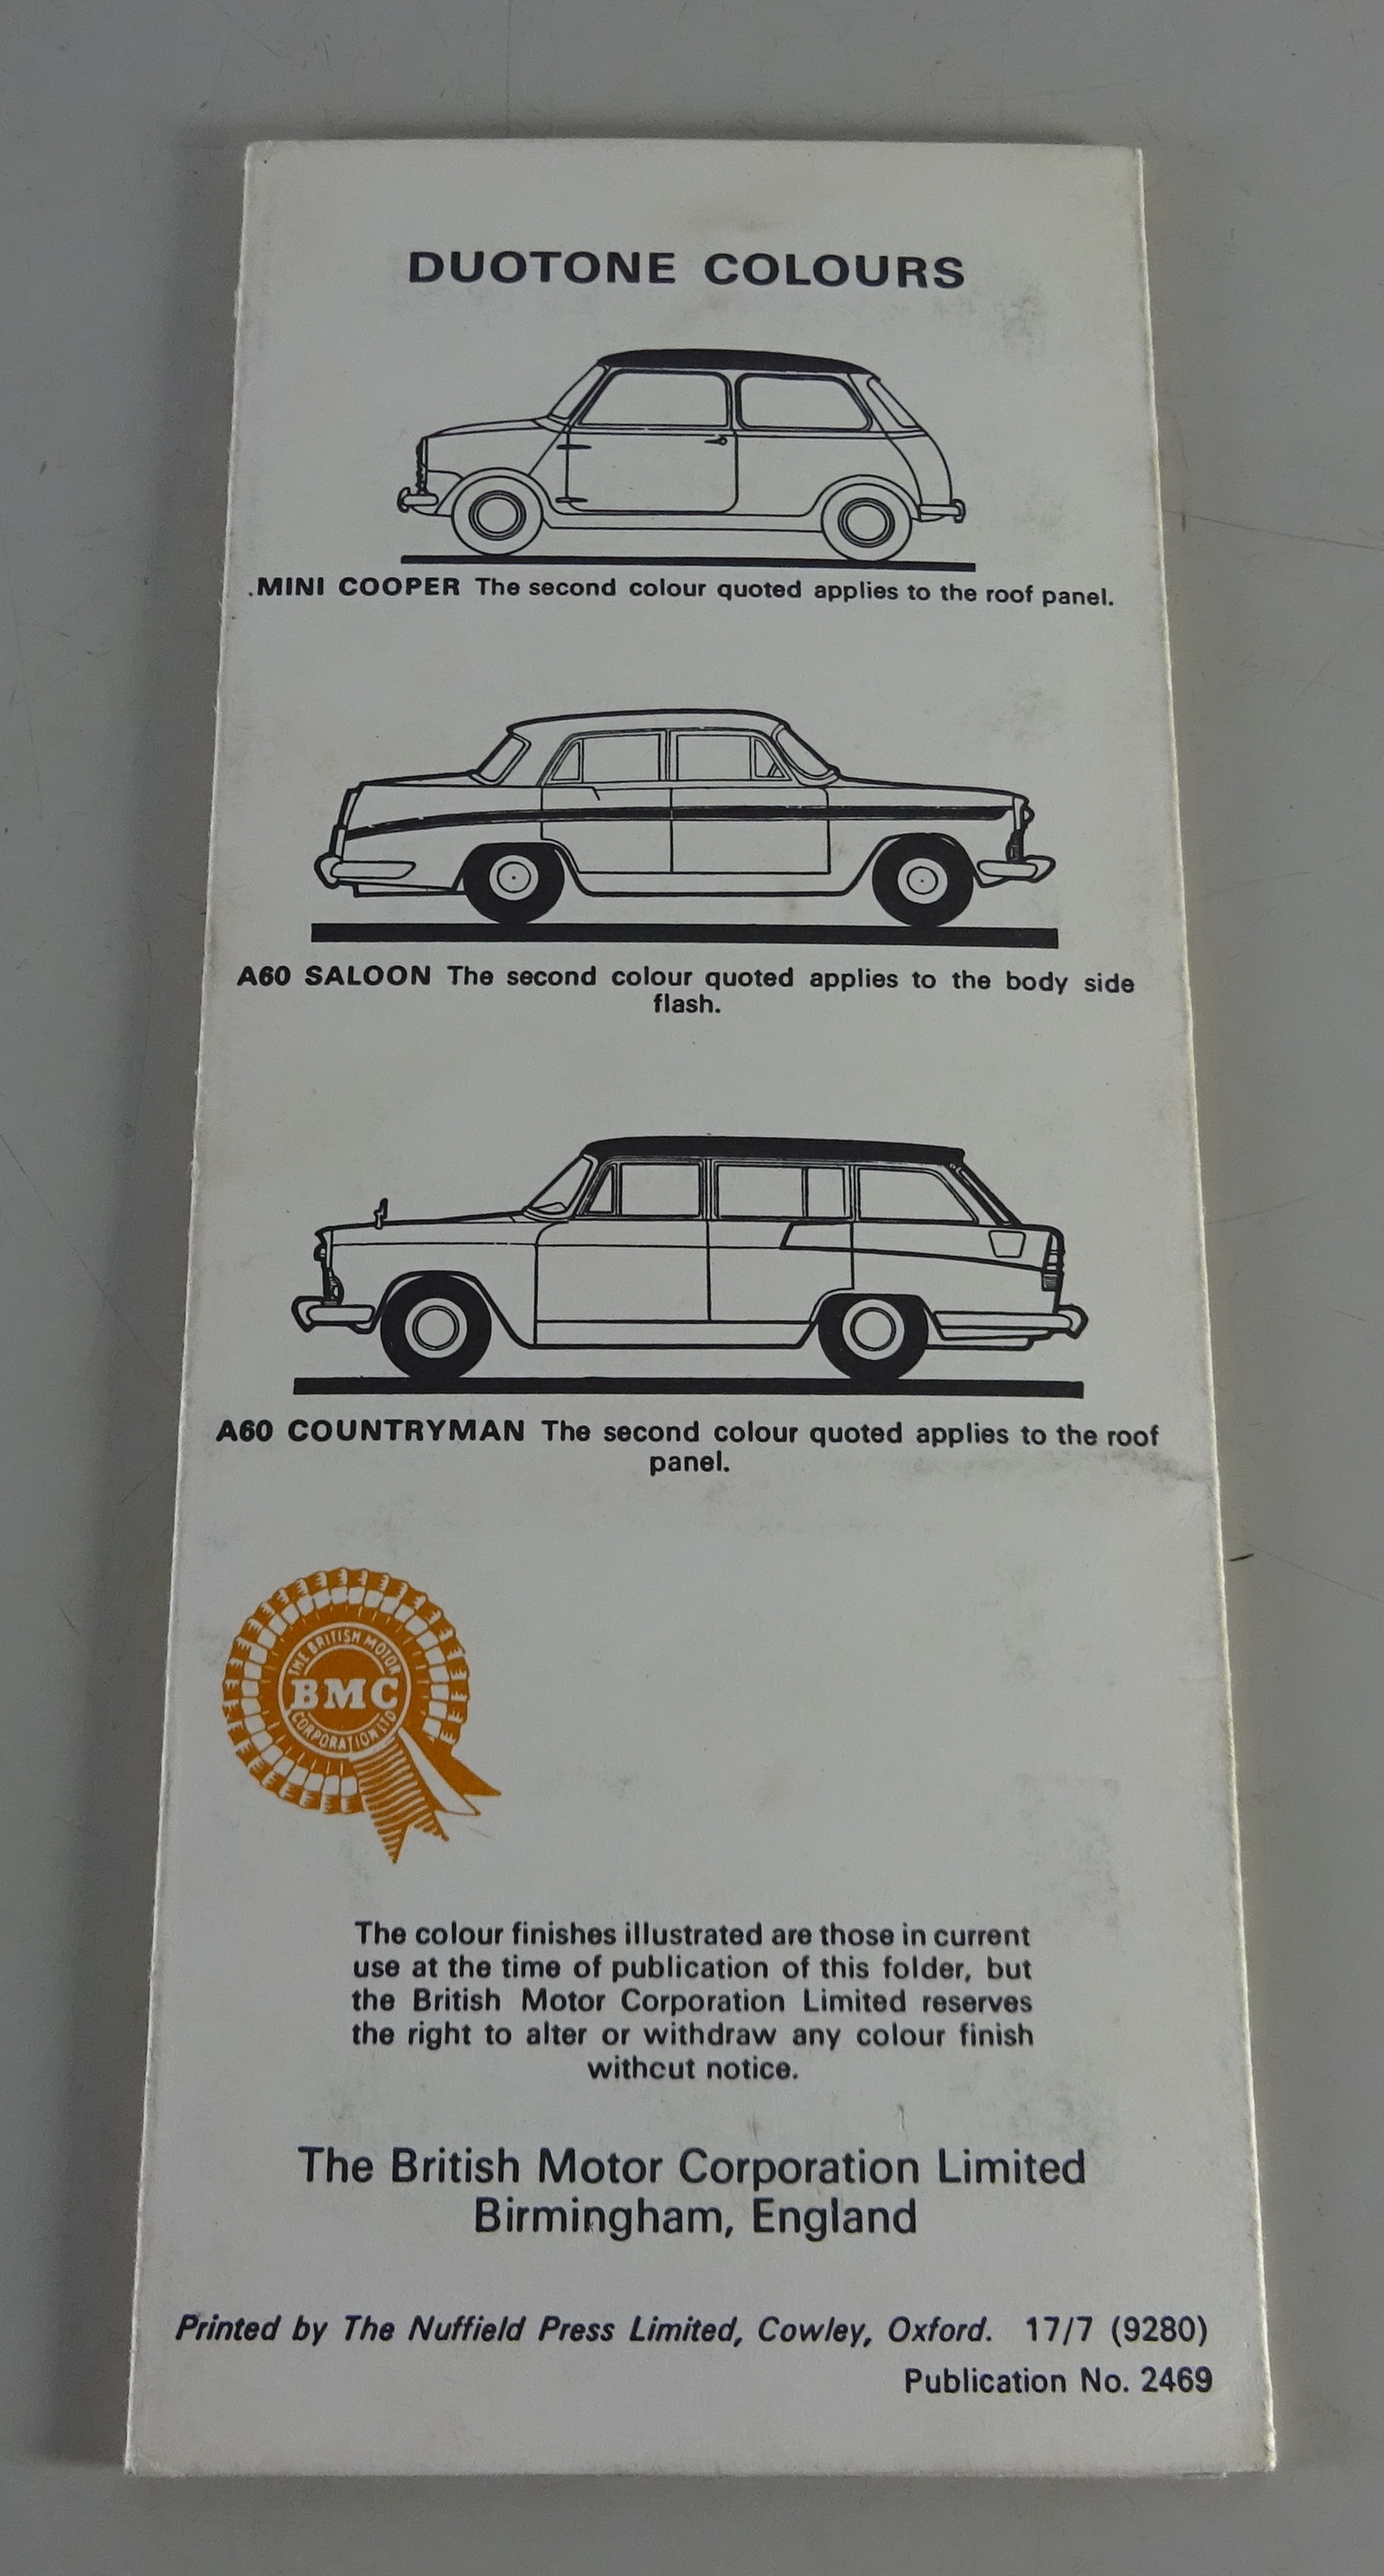 DUOTONE COLOURS
.MINI COOPER The second colour quoted applies to the roof panel.
A60 SALOON The second colour quoted applies to the body side
flash.
A60 COUNTRYMAN The second colour quoted applies to the roof
panel.
THE BRITISH MOTOR
BMC
CORPORATION LTD
The colour finishes illustrated are those in current
use at the time of publication of this folder, but
the British Motor Corporation Limited reserves
the right to alter or withdraw any colour finish
withcut notice.
The British Motor Corporation Limited
Birmingham, England
Printed by The Nuffield Press Limited, Cowley, Oxford. 17/7 (9280)
Publication No. 2469